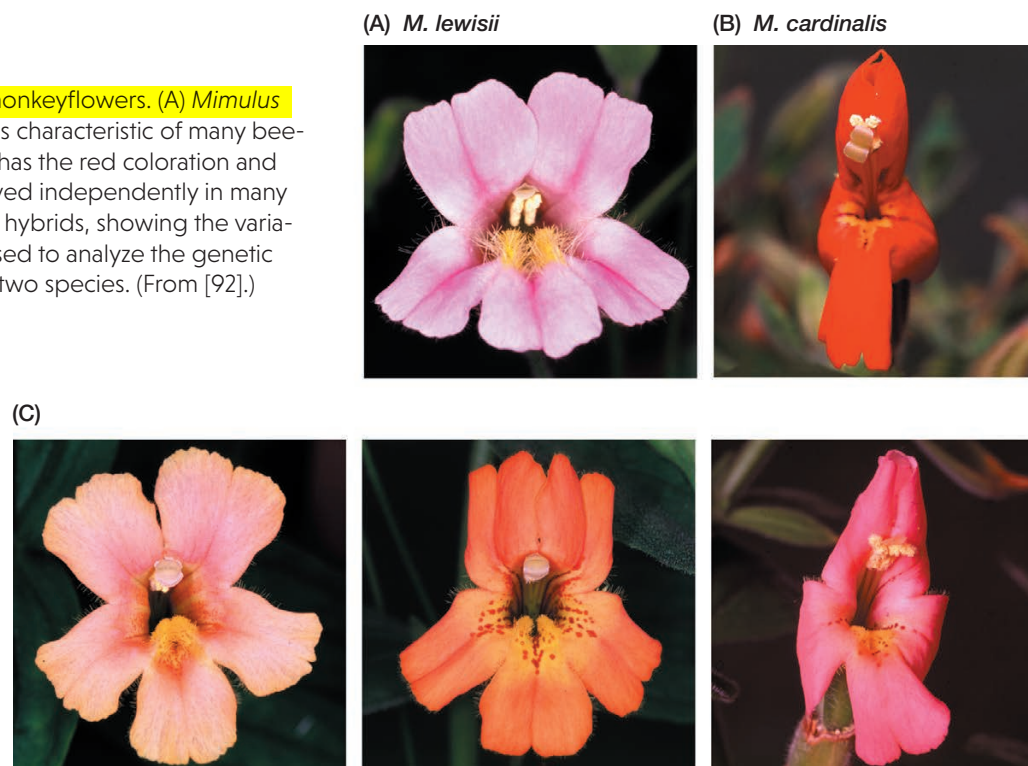 (A) M. lewisii
(B) M. cardinalis
monkeyflowers. (A) Mimulus
s characteristic of many bee-
has the red coloration and
ved independently in many
hybrids, showing the varia-
sed to analyze the genetic
two species. (From [92].)
(C)